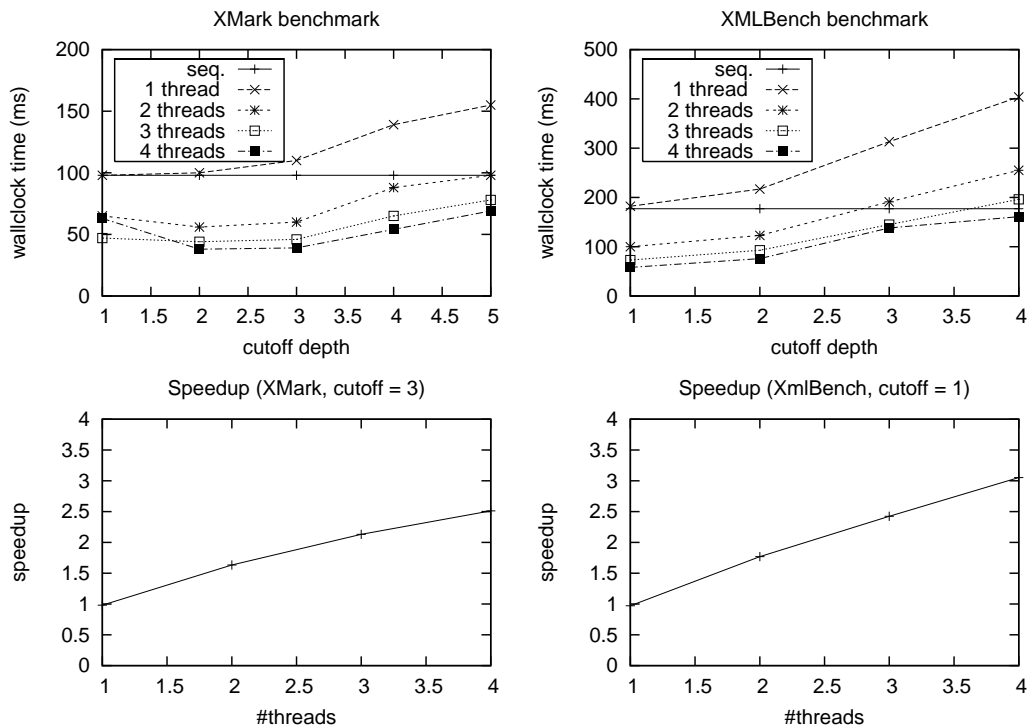 XMark benchmark
wallclock time (ms)
200
150
100
50
0
seq.
1 thread
2 threads
3 threads
4 threads
1 1.5 2 2.5 3 3.5 4 4.5 5
cutoff depth
XMLBench benchmark
wallclock time (ms)
500
400
300
200
100
0
seq.
1 thread
2 threads
3 threads
4 threads
1 1.5 2 2.5 3 3.5 4
cutoff depth
Speedup (XMark, cutoff = 3)
speedup
4
3.5
3
2.5
2
1.5
1
0.5
0
1 1.5 2 2.5 3 3.5 4
#threads
Speedup (XmlBench, cutoff = 1)
speedup
4
3.5
3
2.5
2
1.5
1
0.5
0
1 1.5 2 2.5 3 3.5 4
#threads